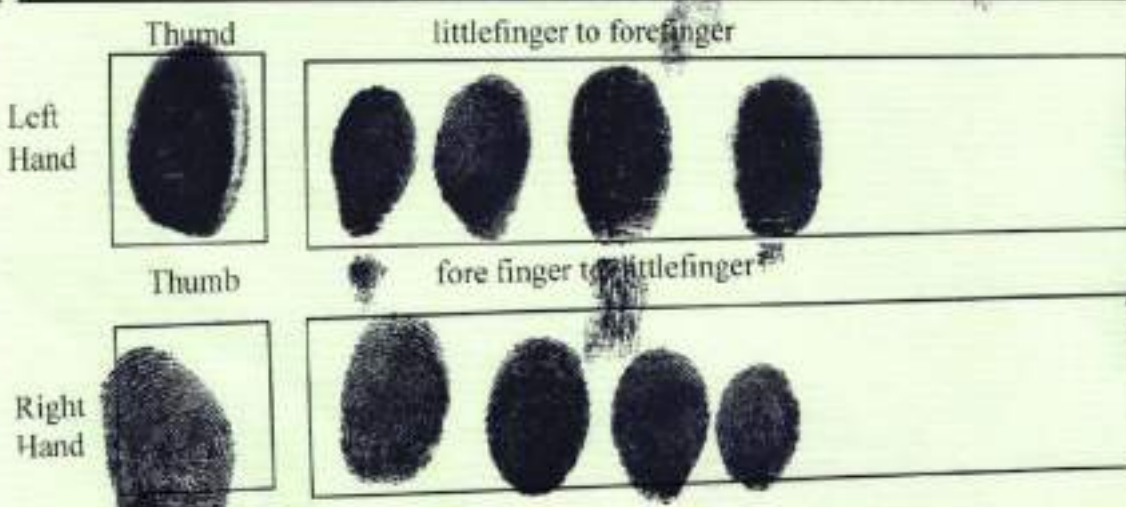 Thumd
littlefinger to forefinger
Left
Hand
Thumb
fore finger to littlefinger
Right
Hand